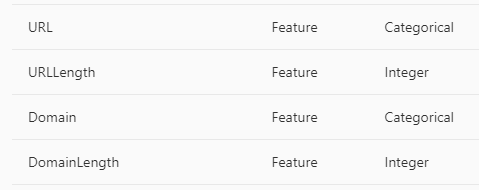 URL Feature Categorical
URLLength Feature Integer
Domain Feature Categorical
DomainLength Feature Integer